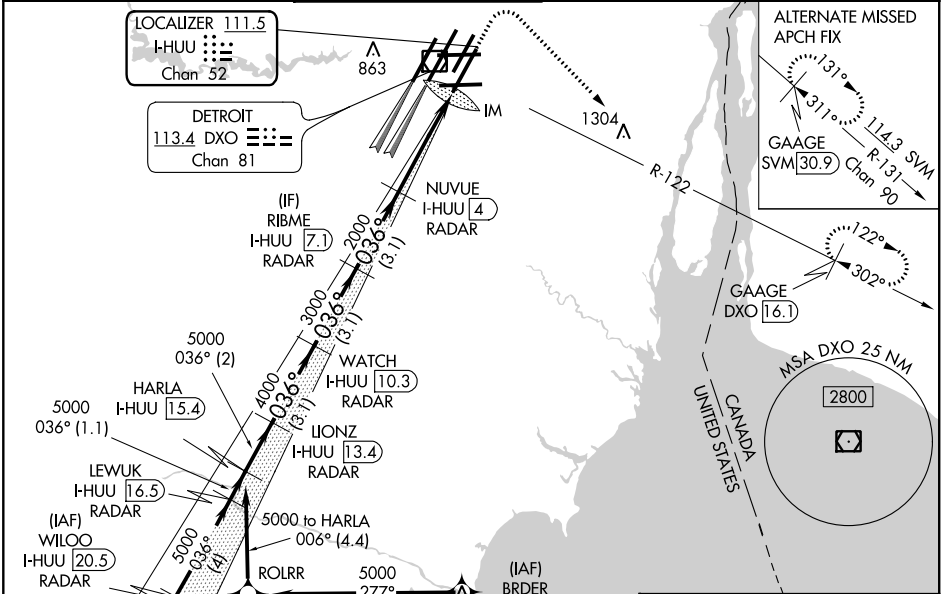 LOCALIZER 111.5
I-HUU
Chan 52
DETROIT
113.4 DXO
Chan 81
863
IM
1304
ALTERNATE MISSED
APCH FIX
131°
311°
GAAGE
SVM 30.9
114.3 SVM
Chan 90
R-131
R-122
NUVUE
I-HUU 4
RADAR
(IF)
RIBME
I-HUU 7.1
RADAR
2000
036°
(3.1)
122°
302°
GAAGE
DXO 16.1
3000
036°
(3.1)
WATCH
I-HUU 10.3
RADAR
5000
036° (2)
4000
036°
(3.1)
HARLA
I-HUU 15.4
5000
036° (1.1)
LIONZ
I-HUU 13.4
RADAR
LEWUK
I-HUU 16.5
RADAR
(IAF)
WILOO
I-HUU 20.5
RADAR
5000
036°
(4)
5000 to HARLA
006° (4.4)
ROLRR
5000
277°
(IAF)
BRDER
CANADA
UNITED STATES
MSA DXO 25 NM
2800